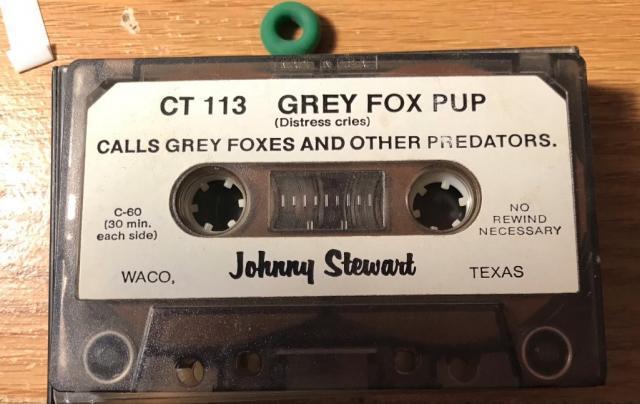 CT 113 GREY FOX PUP
(Distress cries)
CALLS GREY FOXES AND OTHER PREDATORS.
C-60
(30 min.
each side)
NO
REWIND
NECESSARY
WACO,
Johnny Stewart
TEXAS